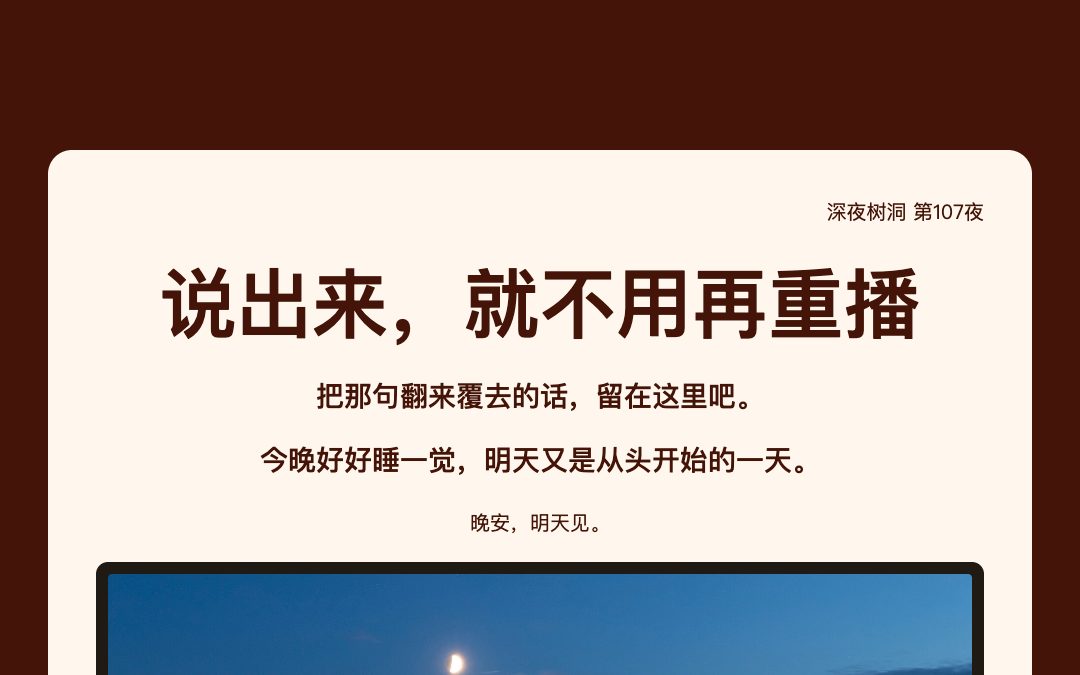 深夜树洞 第107夜
说出来，就不用再重播
把那句翻来覆去的话，留在这里吧。
今晚好好睡一觉，明天又是从头开始的一天。
晚安，明天见。